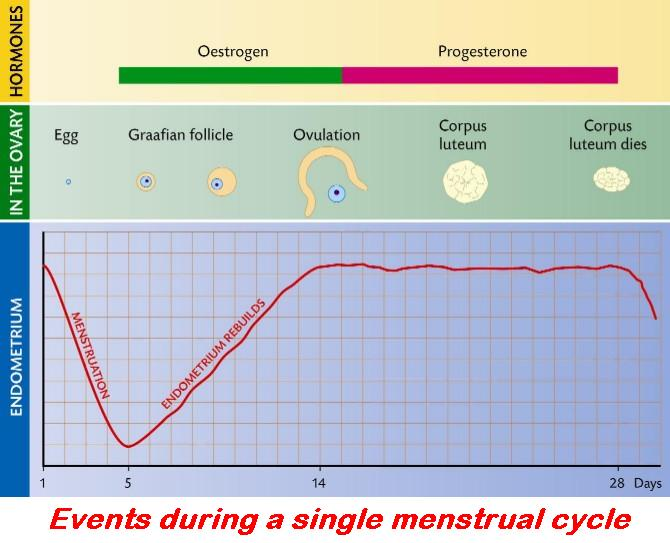 HORMONES
Oestrogen
Progesterone
IN THE OVARY
Egg
Graafian follicle
Ovulation
Corpus
luteum
Corpus
luteum dies
ENDOMETRIUM
MENSTRUATION
ENDOMETRIUM REBUILDS
1
5
14
28
Days
Events during a single menstrual cycle